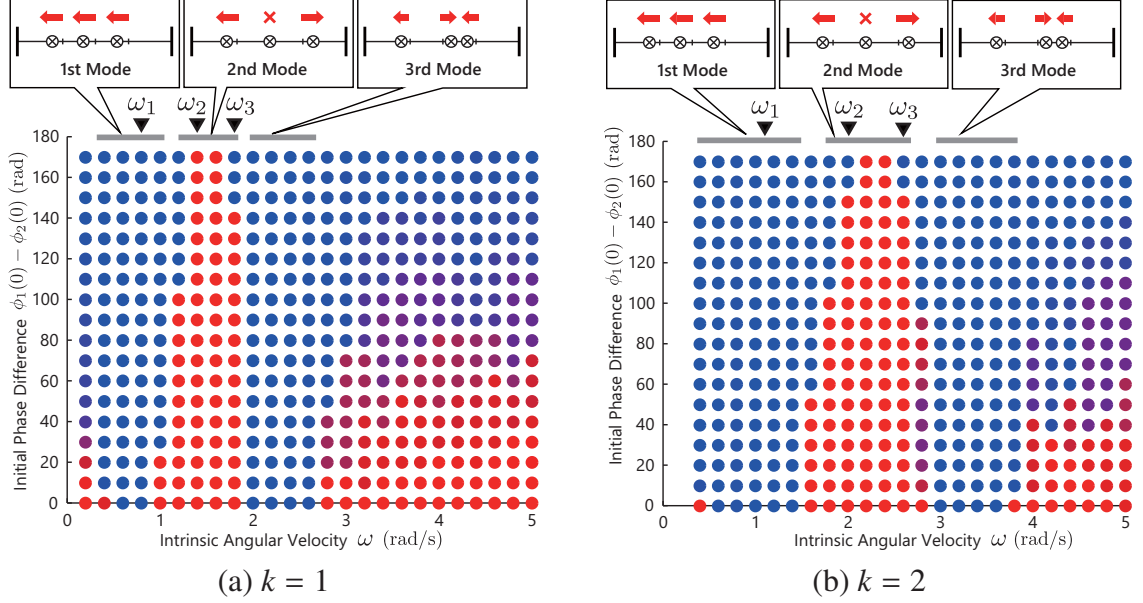 1st Mode 2nd Mode 3rd Mode
ω1 ω2 ω3
Initial Phase Difference ϕ1(0) − ϕ2(0) (rad)
180
160
140
120
100
80
60
40
20
0
0 1 2 3 4 5
Intrinsic Angular Velocity ω (rad/s)
(a) k = 1
1st Mode 2nd Mode 3rd Mode
ω1 ω2 ω3
Initial Phase Difference ϕ1(0) − ϕ2(0) (rad)
180
160
140
120
100
80
60
40
20
0
0 1 2 3 4 5
Intrinsic Angular Velocity ω (rad/s)
(b) k = 2